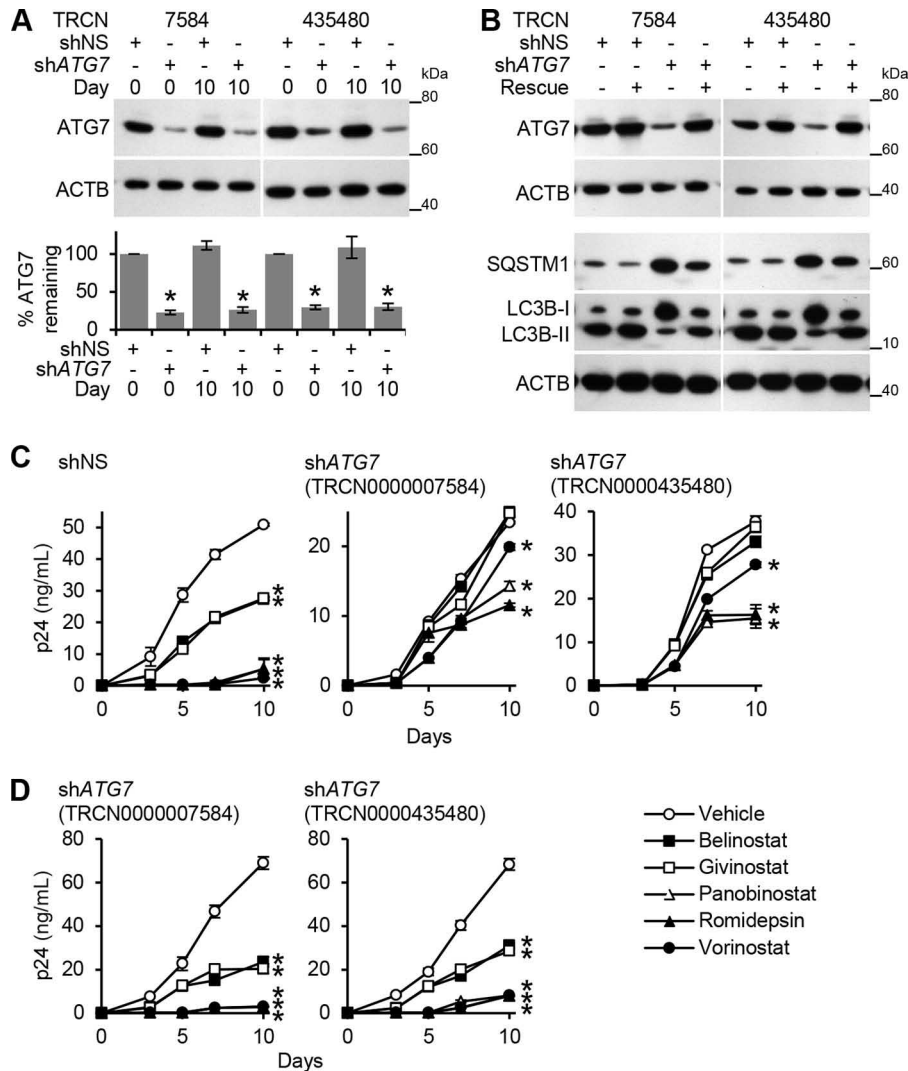 A
TRCN 7584 435480
shNS + - + - + - + -
shATG7 - + - + - + - +
Day 0 0 10 10 0 0 10 10
kDa
80
ATG7
60
ACTB
40
% ATG7 remaining
100
50
0
* * * *
shNS + - + - + - + -
shATG7 - + - + - + - +
Day 0 0 10 10 0 0 10 10
B
TRCN 7584 435480
shNS + + - - + + - -
shATG7 - - + + - - + +
Rescue - + - + - + - +
kDa
80
ATG7
60
ACTB
40
SQSTM1
60
LC3B-I
LC3B-II
10
ACTB
40
C
shNS
p24 (ng/mL)
50
40
30
20
10
0
0 5 10
* * * * *
shATG7
(TRCN0000007584)
20
10
0
0 5 10
* * *
shATG7
(TRCN0000435480)
40
30
20
10
0
0 5 10
* * *
Days
D
shATG7
(TRCN0000007584)
p24 (ng/mL)
80
60
40
20
0
0 5 10
* * * * *
shATG7
(TRCN0000435480)
80
60
40
20
0
0 5 10
* * * * *
Days
Vehicle
Belinostat
Givinostat
Panobinostat
Romidepsin
Vorinostat